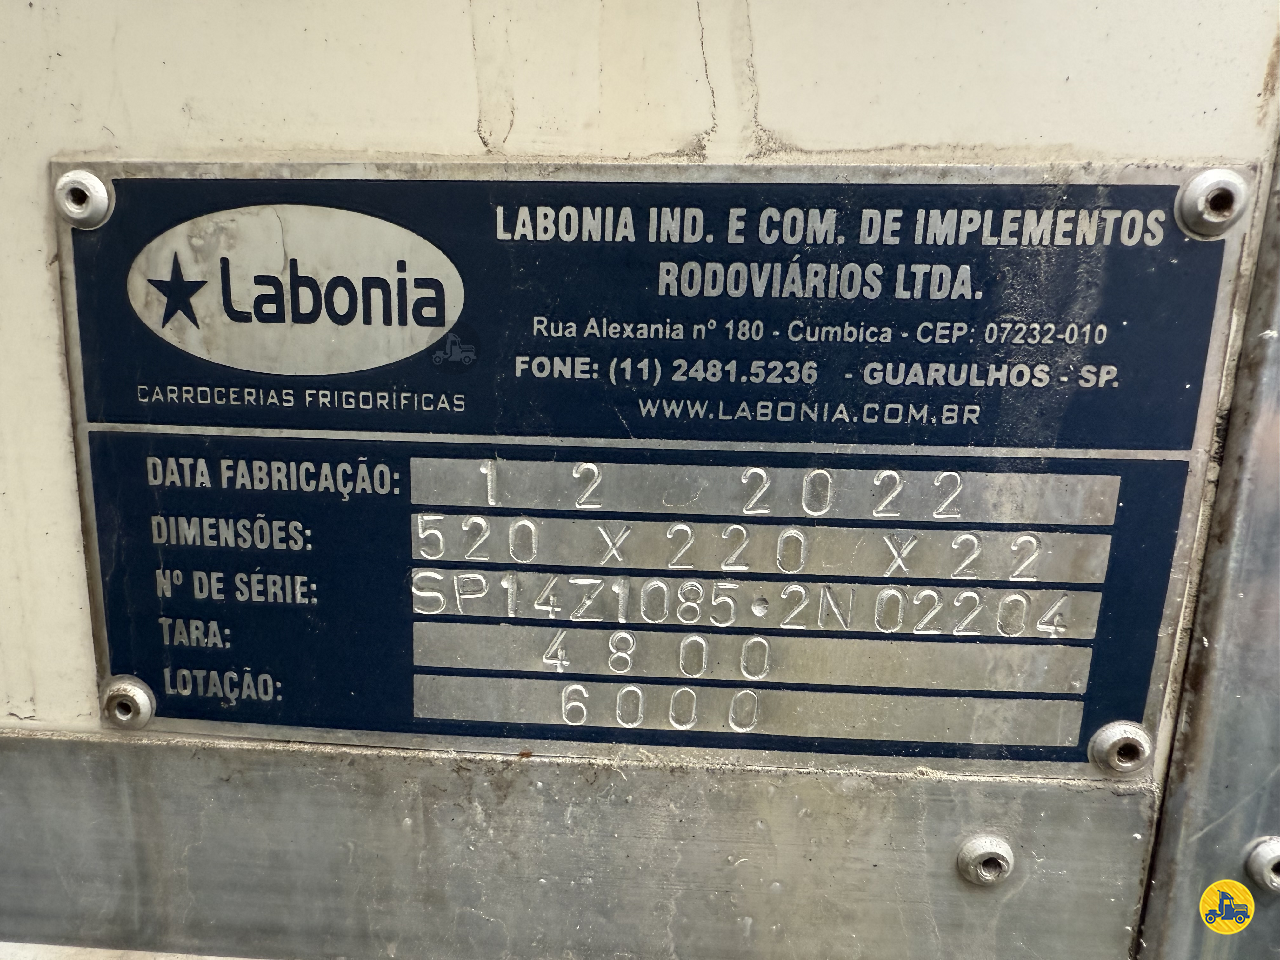 Labonia
CARROCERIAS FRIGORÍFICAS
LABONIA IND. E COM. DE IMPLEMENTOS
RODOVIÁRIOS LTDA.
Rua Alexania nº 180 - Cumbica - CEP: 07232-010
FONE: (11) 2481.5236 - GUARULHOS - SP.
WWW.LABONIA.COM.BR
DATA FABRICAÇÃO: 12 2022
DIMENSÕES: 520 X 220 X 22
Nº DE SÉRIE: SP14Z1085·2N02204
TARA: 4800
LOTAÇÃO: 6000